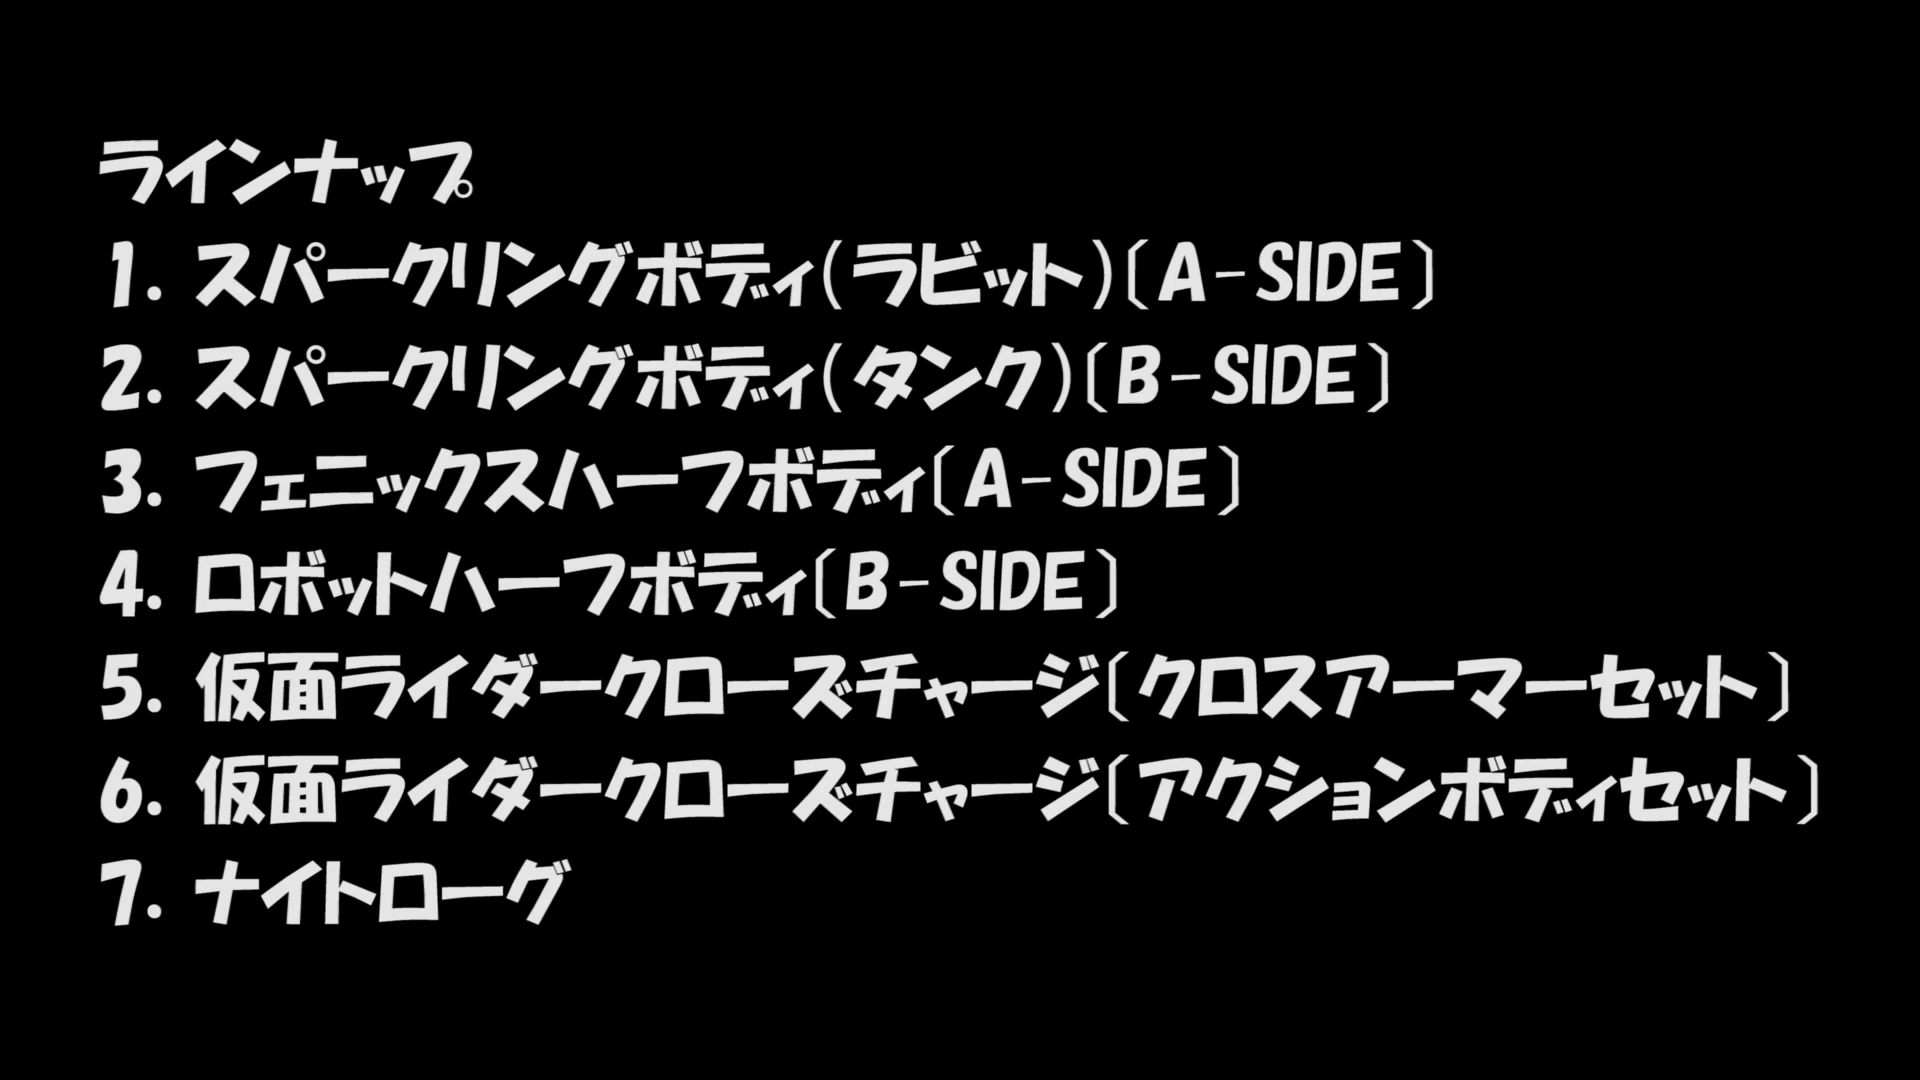 ラインナップ
1. スパークリングボディ(ラビット)〔A-SIDE〕
2. スパークリングボディ(タンク)〔B-SIDE〕
3. フェニックスハーフボディ〔A-SIDE〕
4. ロボットハーフボディ〔B-SIDE〕
5. 仮面ライダークローズチャージ〔クロスアーマーセット〕
6. 仮面ライダークローズチャージ〔アクションボディセット〕
7. ナイトローグ